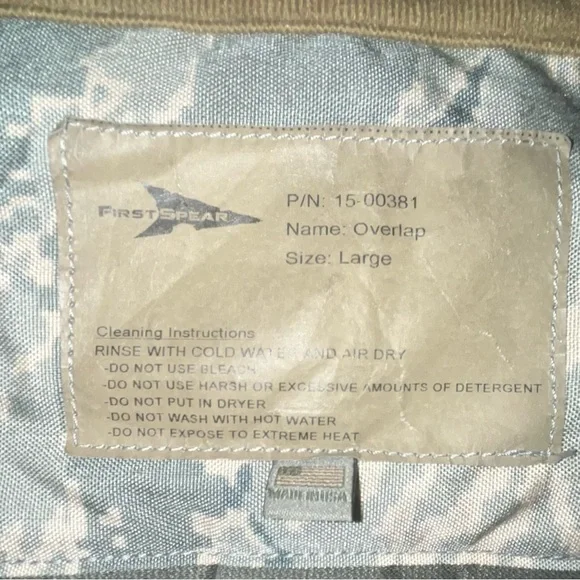 FIRSTSPEAR
P/N: 15-00381
Name: Overlap
Size: Large
Cleaning Instructions
RINSE WITH COLD WATER AND AIR DRY
-DO NOT USE BLEACH
-DO NOT USE HARSH OR EXCESSIVE AMOUNTS OF DETERGENT
-DO NOT PUT IN DRYER
-DO NOT WASH WITH HOT WATER
-DO NOT EXPOSE TO EXTREME HEAT
MADE IN USA